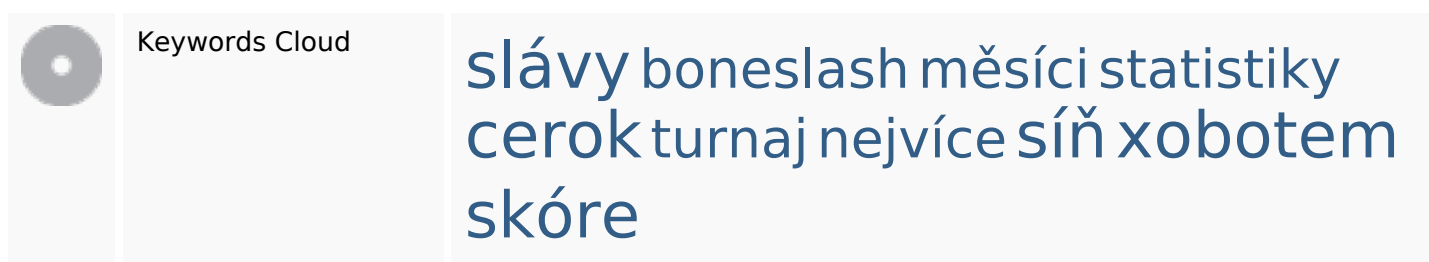 Keywords Cloud
slávy boneslash měsíci statistiky
cerok turnaj nejvíce síň xobotem
skóre